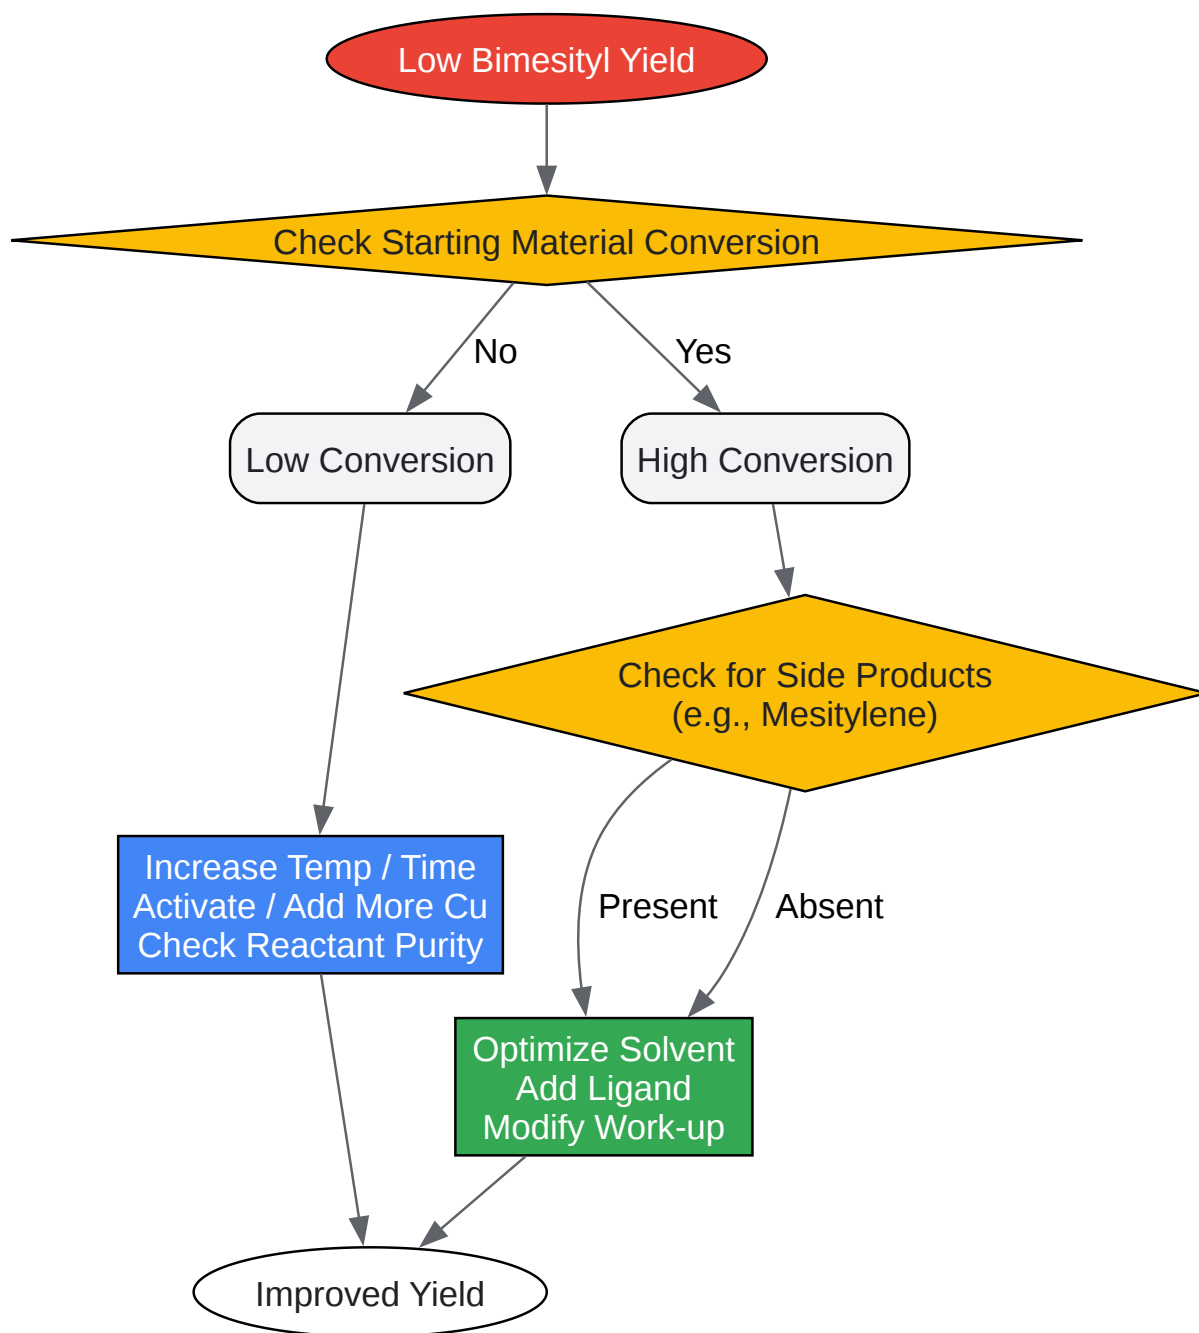 Low Bimesityl Yield
Check Starting Material Conversion
No
Yes
Low Conversion
High Conversion
Check for Side Products
(e.g., Mesitylene)
Increase Temp / Time
Activate / Add More Cu
Check Reactant Purity
Present
Absent
Optimize Solvent
Add Ligand
Modify Work-up
Improved Yield